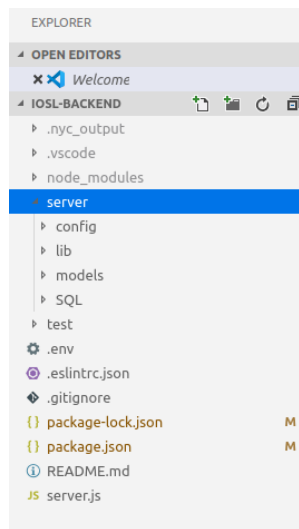 EXPLORER
OPEN EDITORS
Welcome
IOSL-BACKEND
.nyc_output
.vscode
node_modules
server
config
lib
models
SQL
test
.env
.eslintrc.json
.gitignore
{} package-lock.json M
{} package.json M
README.md
JS server.js